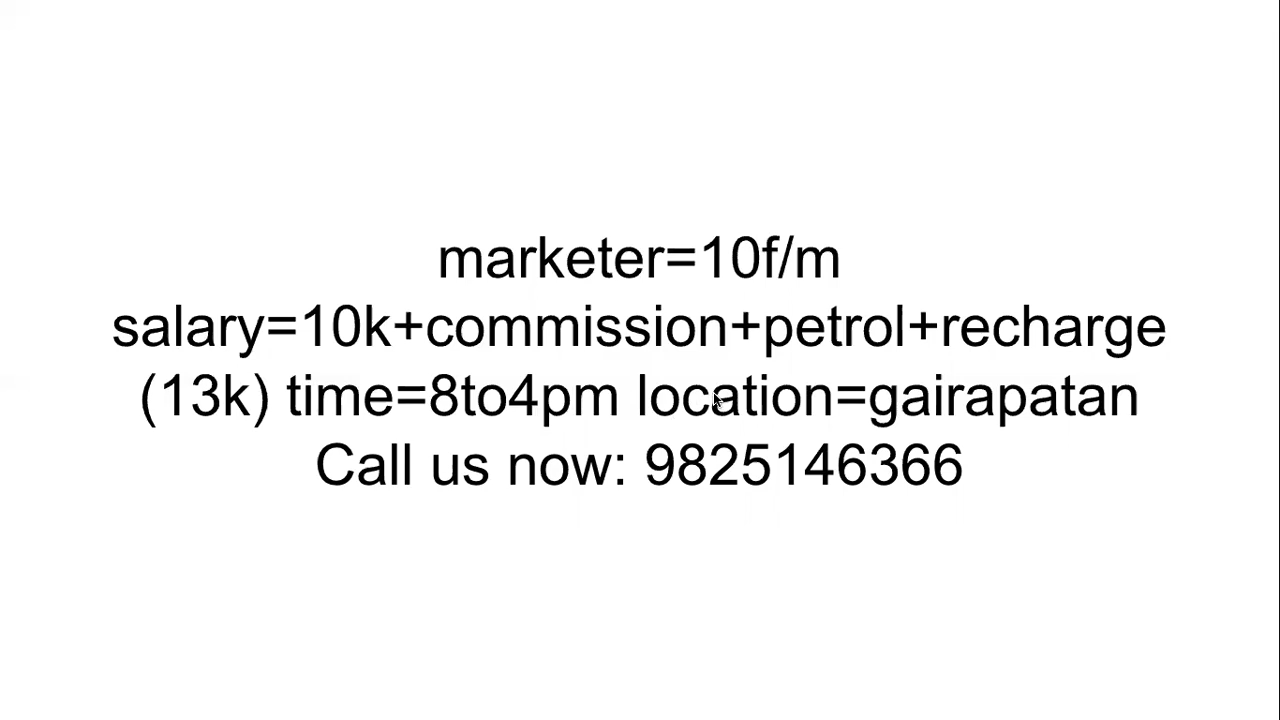 marketer=10f/m
salary=10k+commission+petrol+recharge
(13k) time=8to4pm location=gairapatan
Call us now: 9825146366